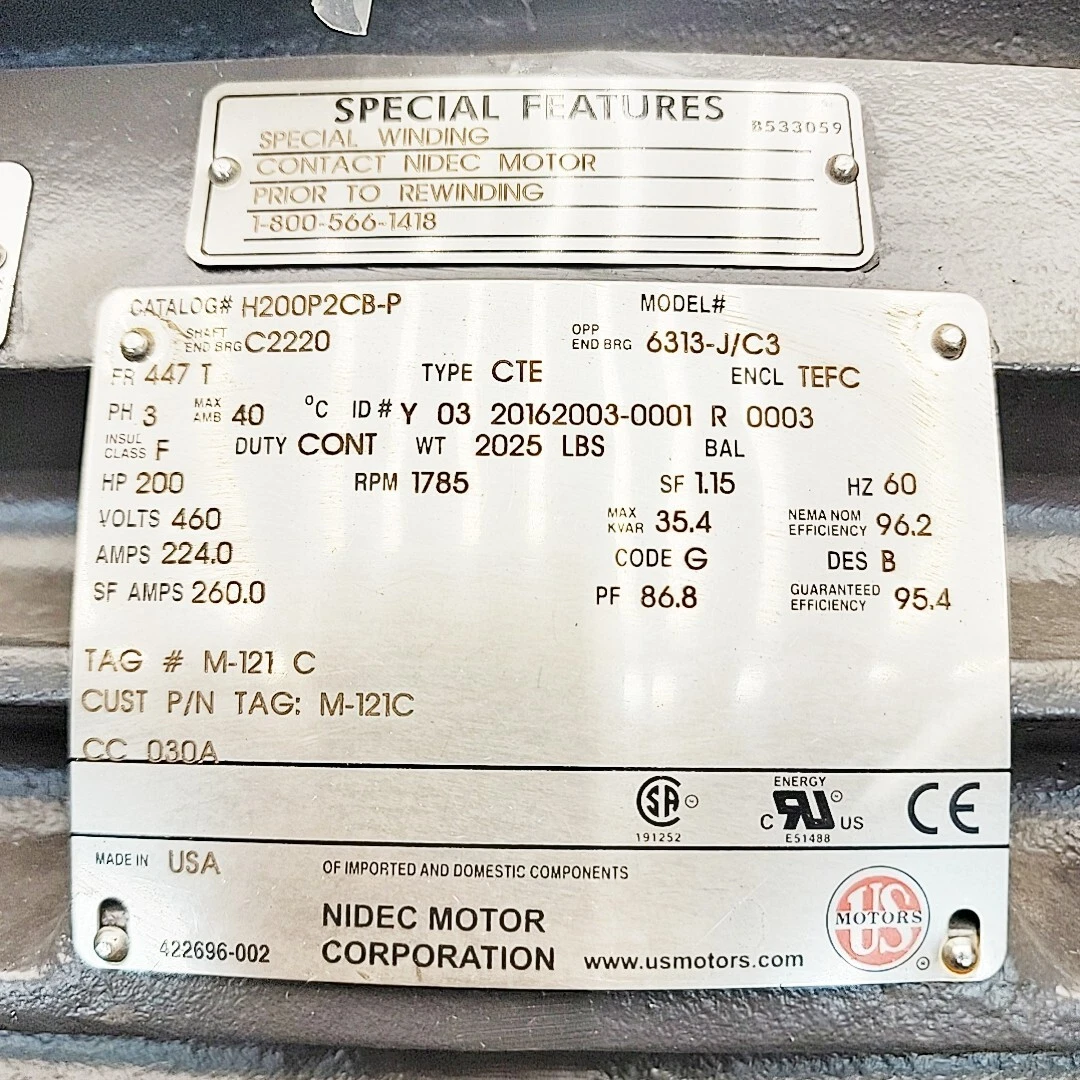 SPECIAL FEATURES 8533059
SPECIAL WINDING
CONTACT NIDEC MOTOR
PRIOR TO REWINDING
1-800-566-1418
CATALOG# H200P2CB-P MODEL#
SHAFT END BRG C2220 OPP END BRG 6313-J/C3
FR 447 T TYPE CTE ENCL TEFC
PH 3 MAX AMB 40 °C ID# Y 03 20162003-0001 R 0003
INSUL CLASS F DUTY CONT WT 2025 LBS BAL
HP 200 RPM 1785 SF 1.15 HZ 60
VOLTS 460 MAX KVAR 35.4 NEMA NOM EFFICIENCY 96.2
AMPS 224.0 CODE G DES B
SF AMPS 260.0 PF 86.8 GUARANTEED EFFICIENCY 95.4
TAG # M-121 C
CUST P/N TAG: M-121C
CC 030A
SA 191252
ENERGY C UR US E51488
CE
MADE IN USA OF IMPORTED AND DOMESTIC COMPONENTS
422696-002
NIDEC MOTOR
CORPORATION www.usmotors.com
US MOTORS